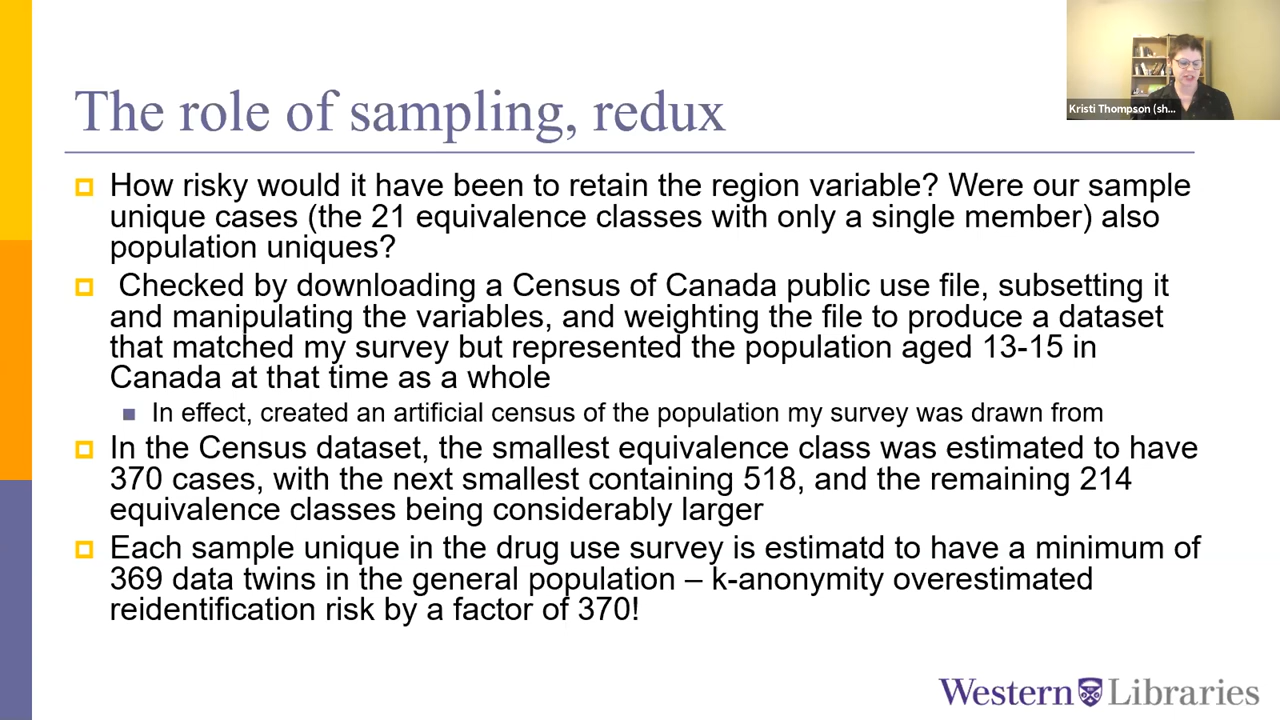 The role of sampling, redux
Kristi Thompson (sh...
How risky would it have been to retain the region variable? Were our sample
unique cases (the 21 equivalence classes with only a single member) also
population uniques?
Checked by downloading a Census of Canada public use file, subsetting it
and manipulating the variables, and weighting the file to produce a dataset
that matched my survey but represented the population aged 13-15 in
Canada at that time as a whole
In effect, created an artificial census of the population my survey was drawn from
In the Census dataset, the smallest equivalence class was estimated to have
370 cases, with the next smallest containing 518, and the remaining 214
equivalence classes being considerably larger
Each sample unique in the drug use survey is estimatd to have a minimum of
369 data twins in the general population – k-anonymity overestimated
reidentification risk by a factor of 370!
Western Libraries